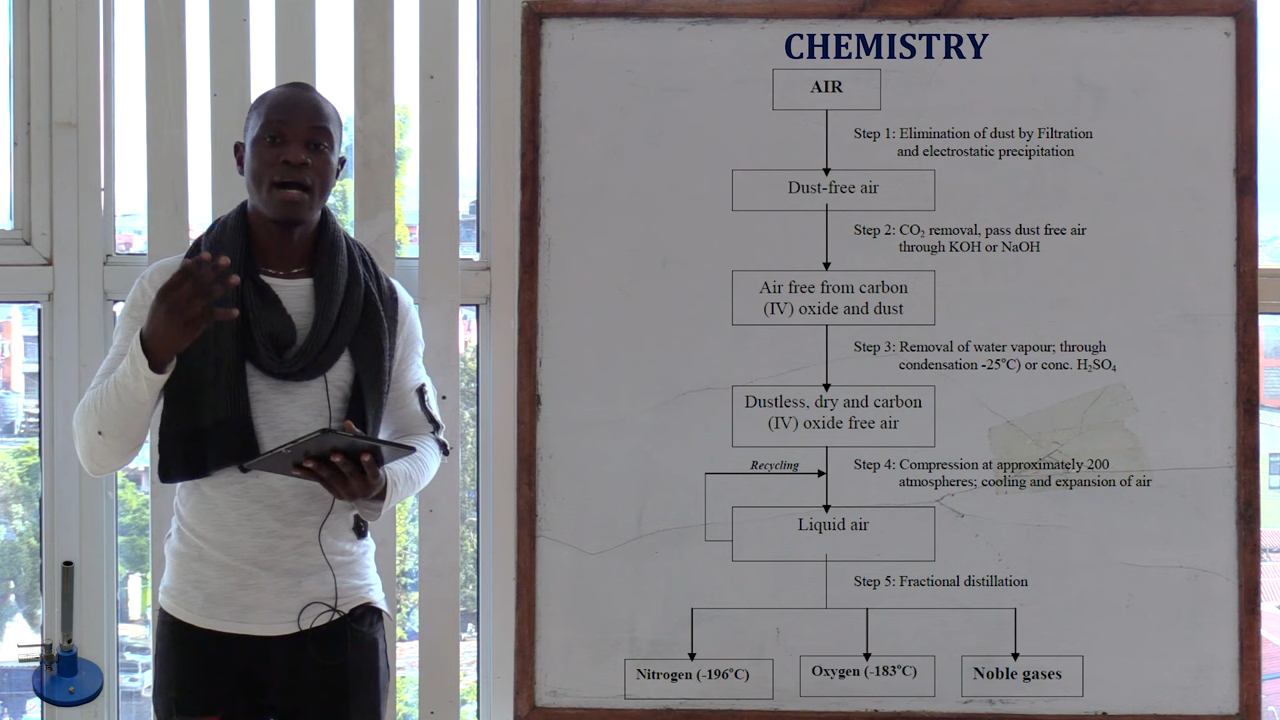 CHEMISTRY
AIR
Step 1: Elimination of dust by Filtration
and electrostatic precipitation
Dust-free air
Step 2: CO₂ removal, pass dust free air
through KOH or NaOH
Air free from carbon
(IV) oxide and dust
Step 3: Removal of water vapour; through
condensation -25°C) or conc. H₂SO₄
Dustless, dry and carbon
(IV) oxide free air
Recycling
Step 4: Compression at approximately 200
atmospheres; cooling and expansion of air
Liquid air
Step 5: Fractional distillation
Nitrogen (-196°C)
Oxygen (-183°C)
Noble gases